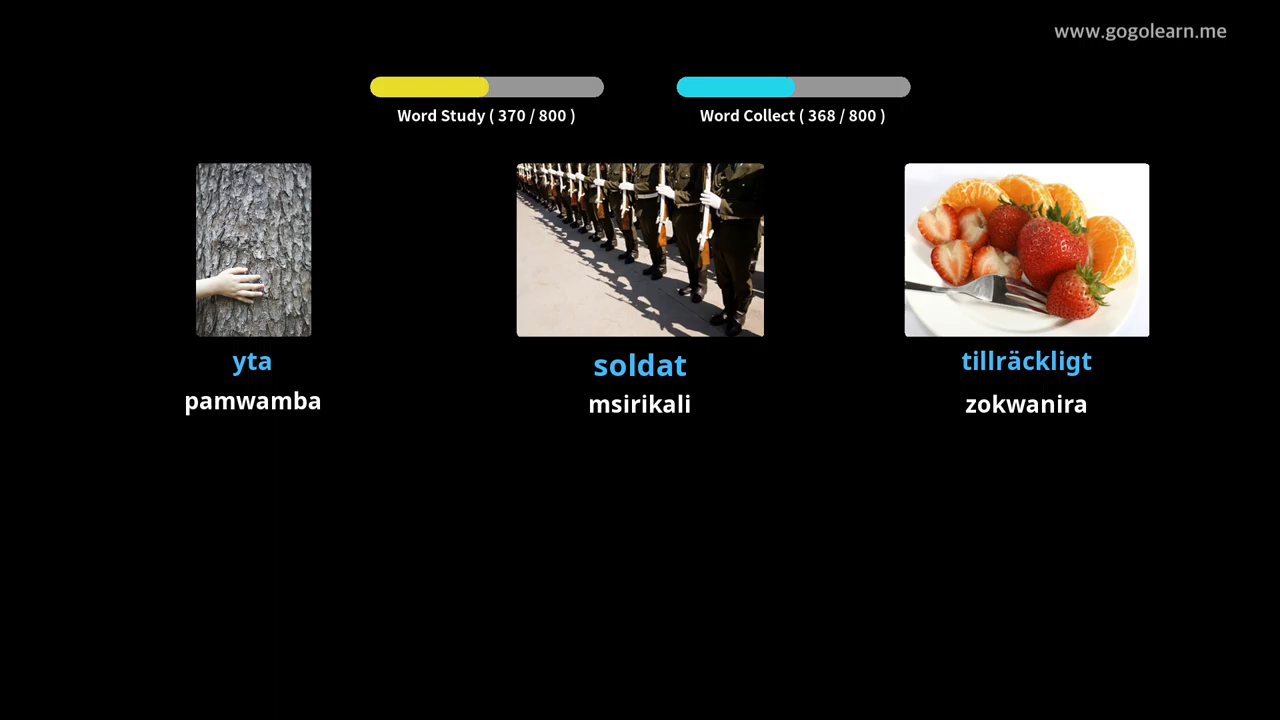 www.gogolearn.me
Word Study ( 370 / 800 )
Word Collect ( 368 / 800 )
yta
pamwamba
soldat
msirikali
tillräckligt
zokwanira